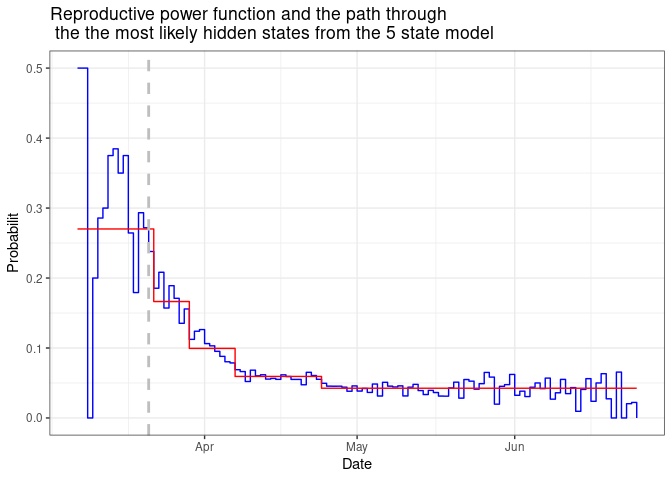 Reproductive power function and the path through
the the most likely hidden states from the 5 state model
0.5
0.4
0.3
0.2
0.1
0.0
Probabilit
Apr
May
Jun
Date